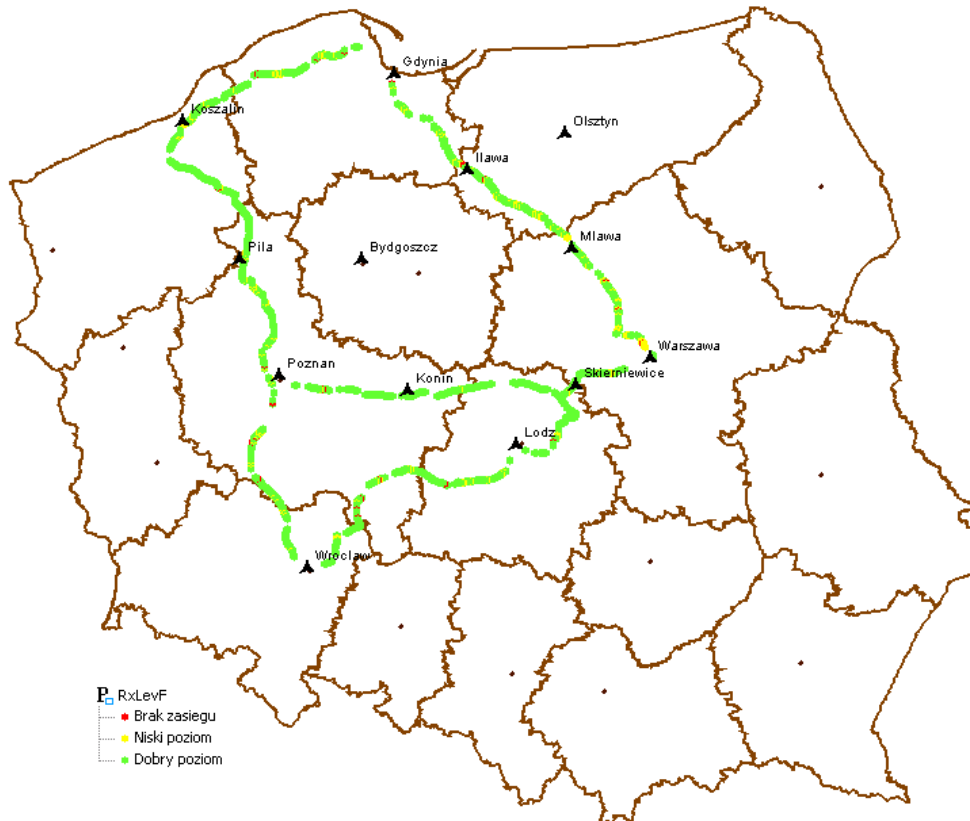 Gdynia
Koszalin
Olsztyn
Ilawa
Mlawa
Pila
Bydgoszcz
Warszawa
Poznan
Konin
Skierniewice
Lodz
Wroclaw
P RxLevF
Brak zasiegu
Niski poziom
Dobry poziom